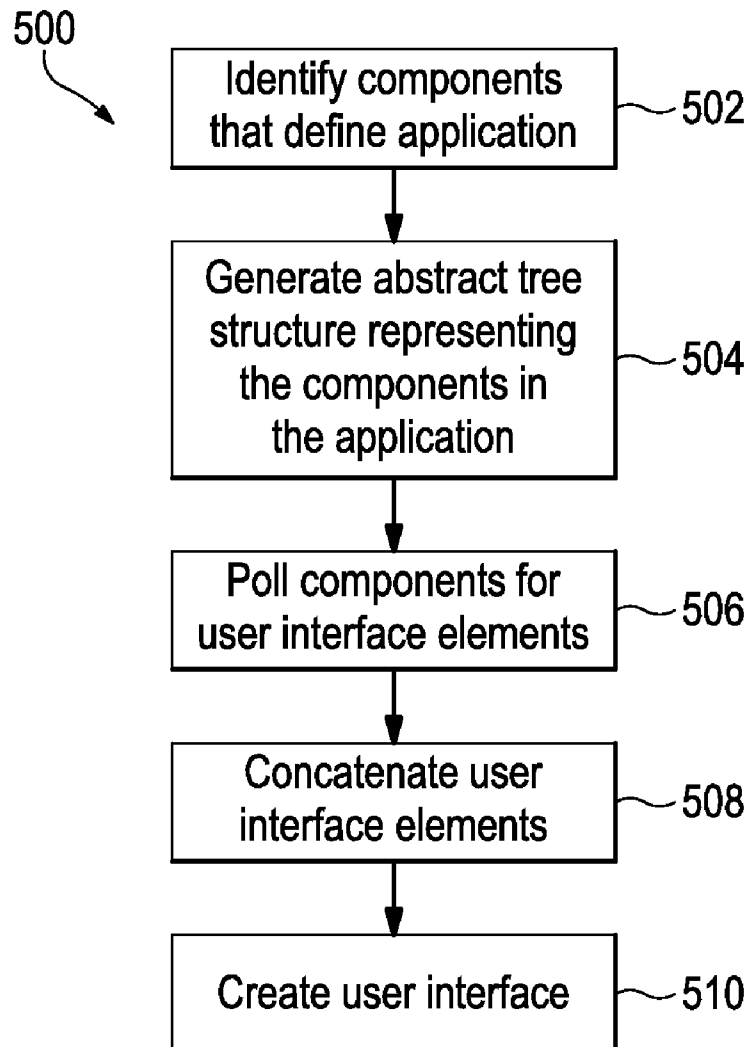 500
Identify components
that define application
502
Generate abstract tree
structure representing
the components in
the application
504
Poll components for
user interface elements
506
Concatenate user
interface elements
508
Create user interface
510